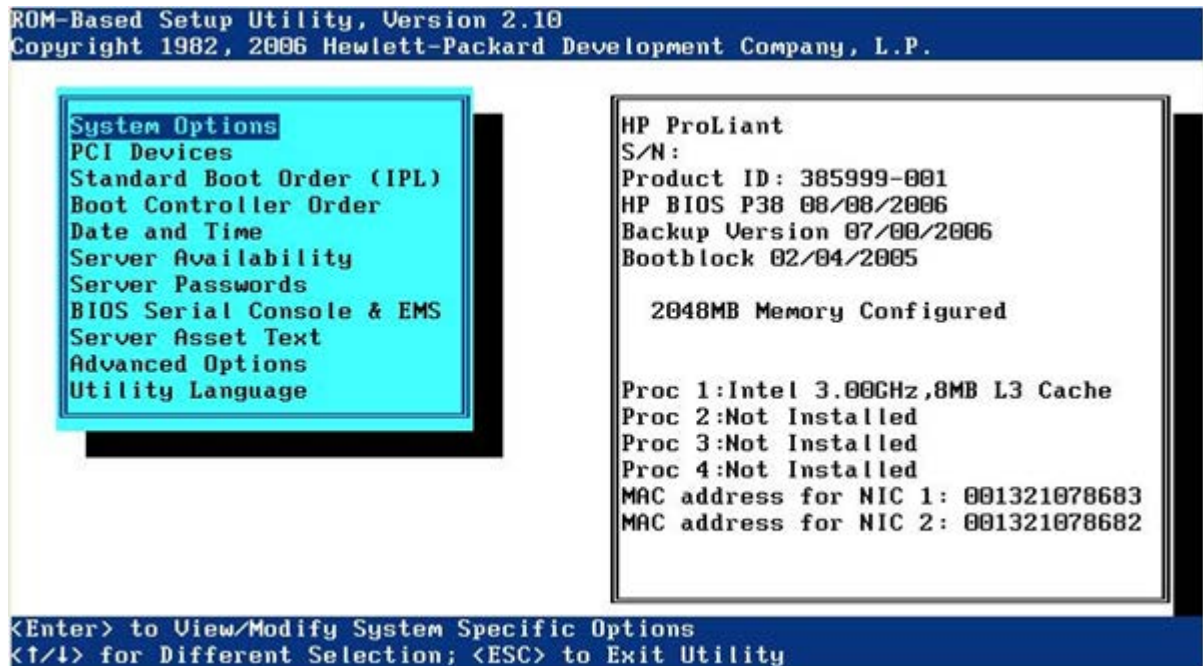 ROM-Based Setup Utility, Version 2.10
Copyright 1982, 2006 Hewlett-Packard Development Company, L.P.
System Options
PCI Devices
Standard Boot Order (IPL)
Boot Controller Order
Date and Time
Server Availability
Server Passwords
BIOS Serial Console & EMS
Server Asset Text
Advanced Options
Utility Language
HP ProLiant
S/N:
Product ID: 385999-001
HP BIOS P38 08/08/2006
Backup Version 07/00/2006
Bootblock 02/04/2005
2048MB Memory Configured
Proc 1:Intel 3.00GHz,8MB L3 Cache
Proc 2:Not Installed
Proc 3:Not Installed
Proc 4:Not Installed
MAC address for NIC 1: 001321078683
MAC address for NIC 2: 001321078682
<Enter> to View/Modify System Specific Options
<↑/↓> for Different Selection; <ESC> to Exit Utility